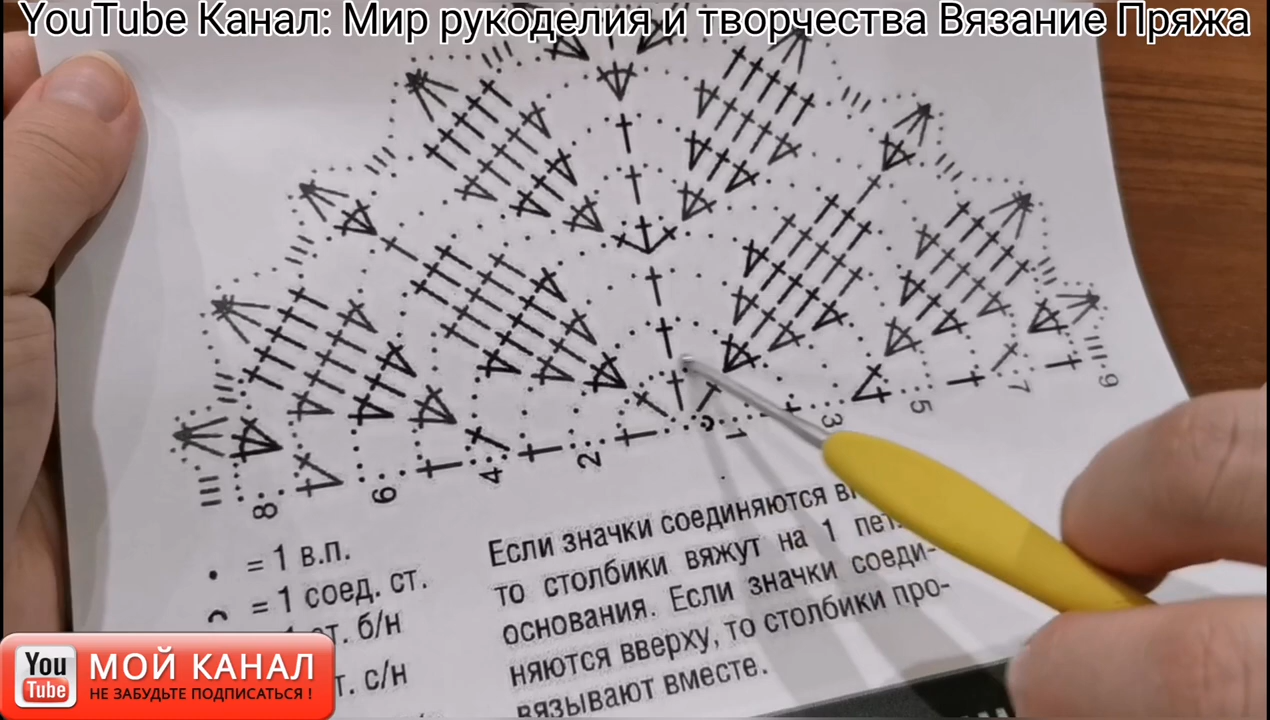 YouTube Канал: Мир рукоделия и творчества Вязание Пряжа
1
3
5
7
9
2
4
6
8
• = 1 в.п.
= 1 соед. ст.
ст. б/н
т. с/н
Если значки соединяются
то столбики вяжут на 1
основания. Если значки соеди-
няются вверху, то столбики про-
вязывают вместе.
You
Tube
МОЙ КАНАЛ
НЕ ЗАБУДЬТЕ ПОДПИСАТЬСЯ !